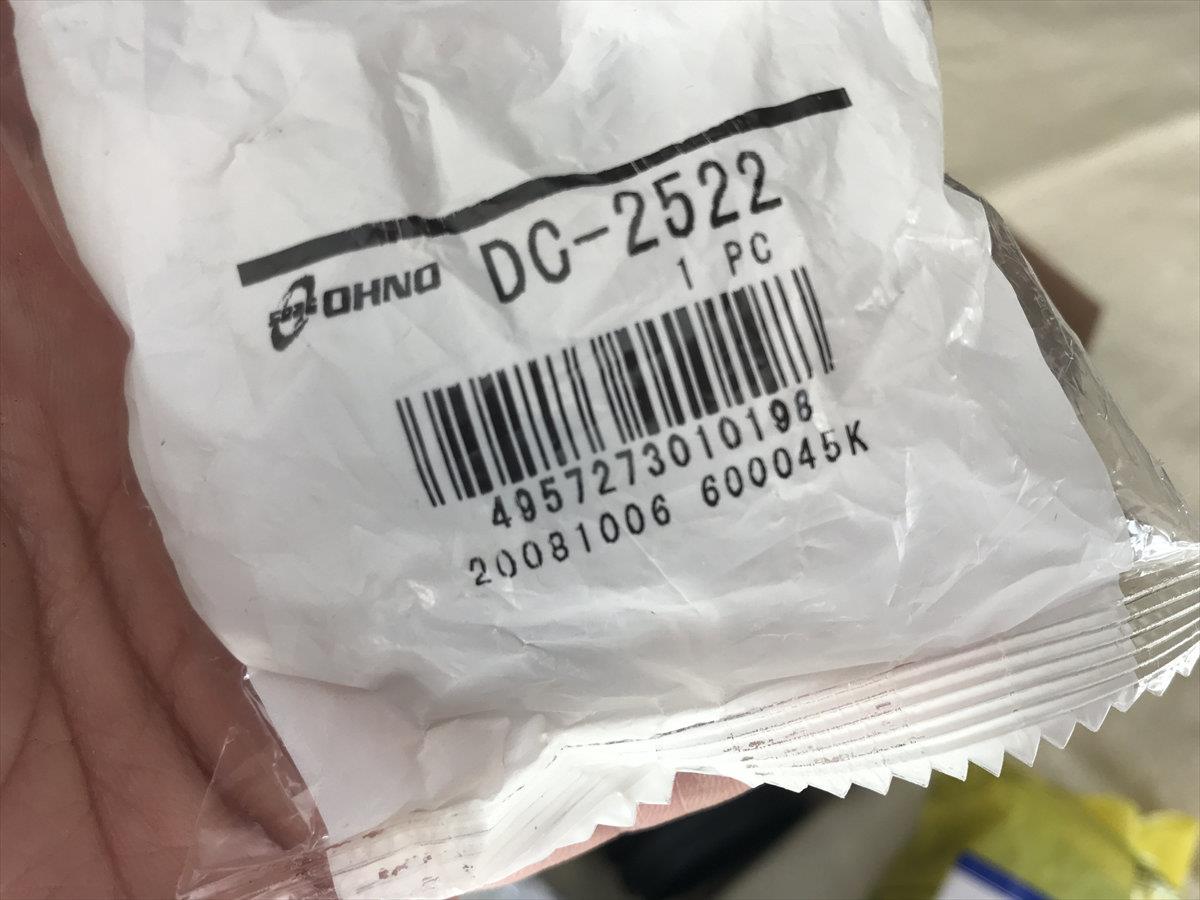 OHNO DC-2522
1 PC
4957273010198
20081006 600045K